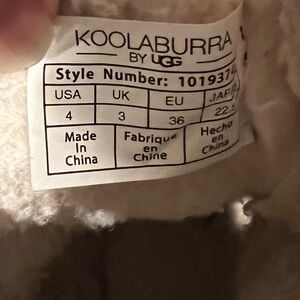 KOOLABURRA
BY UGG
Style Number:
USA UK EU
4 3 36
Made Fabriqué Hecho
In en en
China Chine China